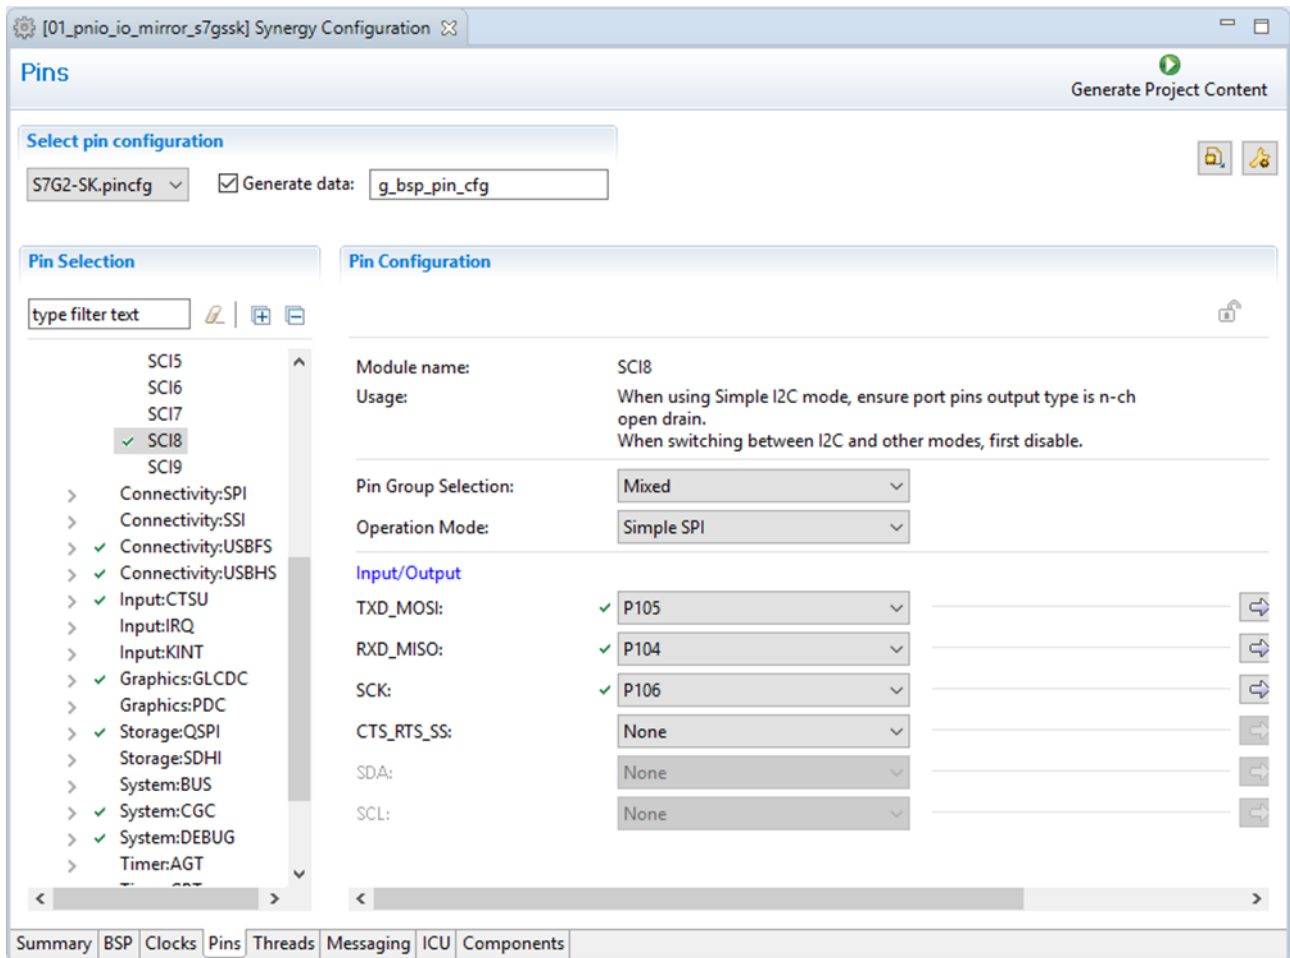 [01_pnio_io_mirror_s7gssk] Synergy Configuration
Pins
Generate Project Content
Select pin configuration
S7G2-SK.pincfg
Generate data:
g_bsp_pin_cfg
Pin Selection
type filter text
SCI5
SCI6
SCI7
SCI8
SCI9
Connectivity:SPI
Connectivity:SSI
Connectivity:USBFS
Connectivity:USBHS
Input:CTSU
Input:IRQ
Input:KINT
Graphics:GLCDC
Graphics:PDC
Storage:QSPI
Storage:SDHI
System:BUS
System:CGC
System:DEBUG
Timer:AGT
Pin Configuration
Module name: SCI8
Usage: When using Simple I2C mode, ensure port pins output type is n-ch
open drain.
When switching between I2C and other modes, first disable.
Pin Group Selection: Mixed
Operation Mode: Simple SPI
Input/Output
TXD_MOSI: P105
RXD_MISO: P104
SCK: P106
CTS_RTS_SS: None
SDA: None
SCL: None
Summary BSP Clocks Pins Threads Messaging ICU Components